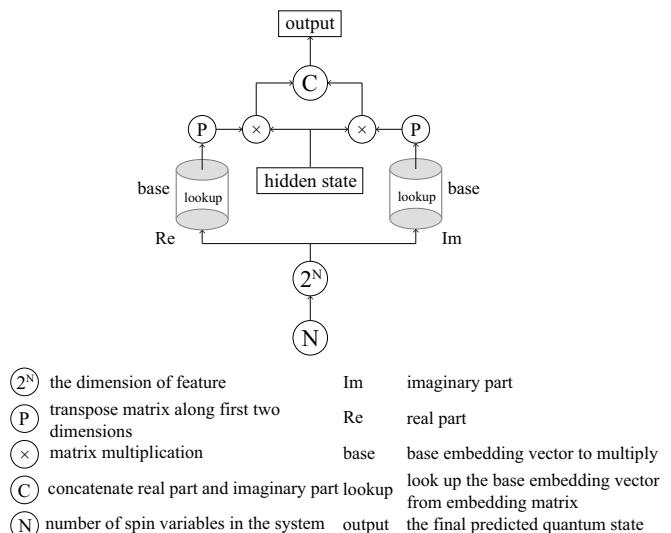 output
C
P × × P
base lookup hidden state lookup base
Re Im
2^N
N
2^N the dimension of feature Im imaginary part
P transpose matrix along first two
dimensions
Re real part
× matrix multiplication base base embedding vector to multiply
C concatenate real part and imaginary part lookup look up the base embedding vector
from embedding matrix
N number of spin variables in the system output the final predicted quantum state